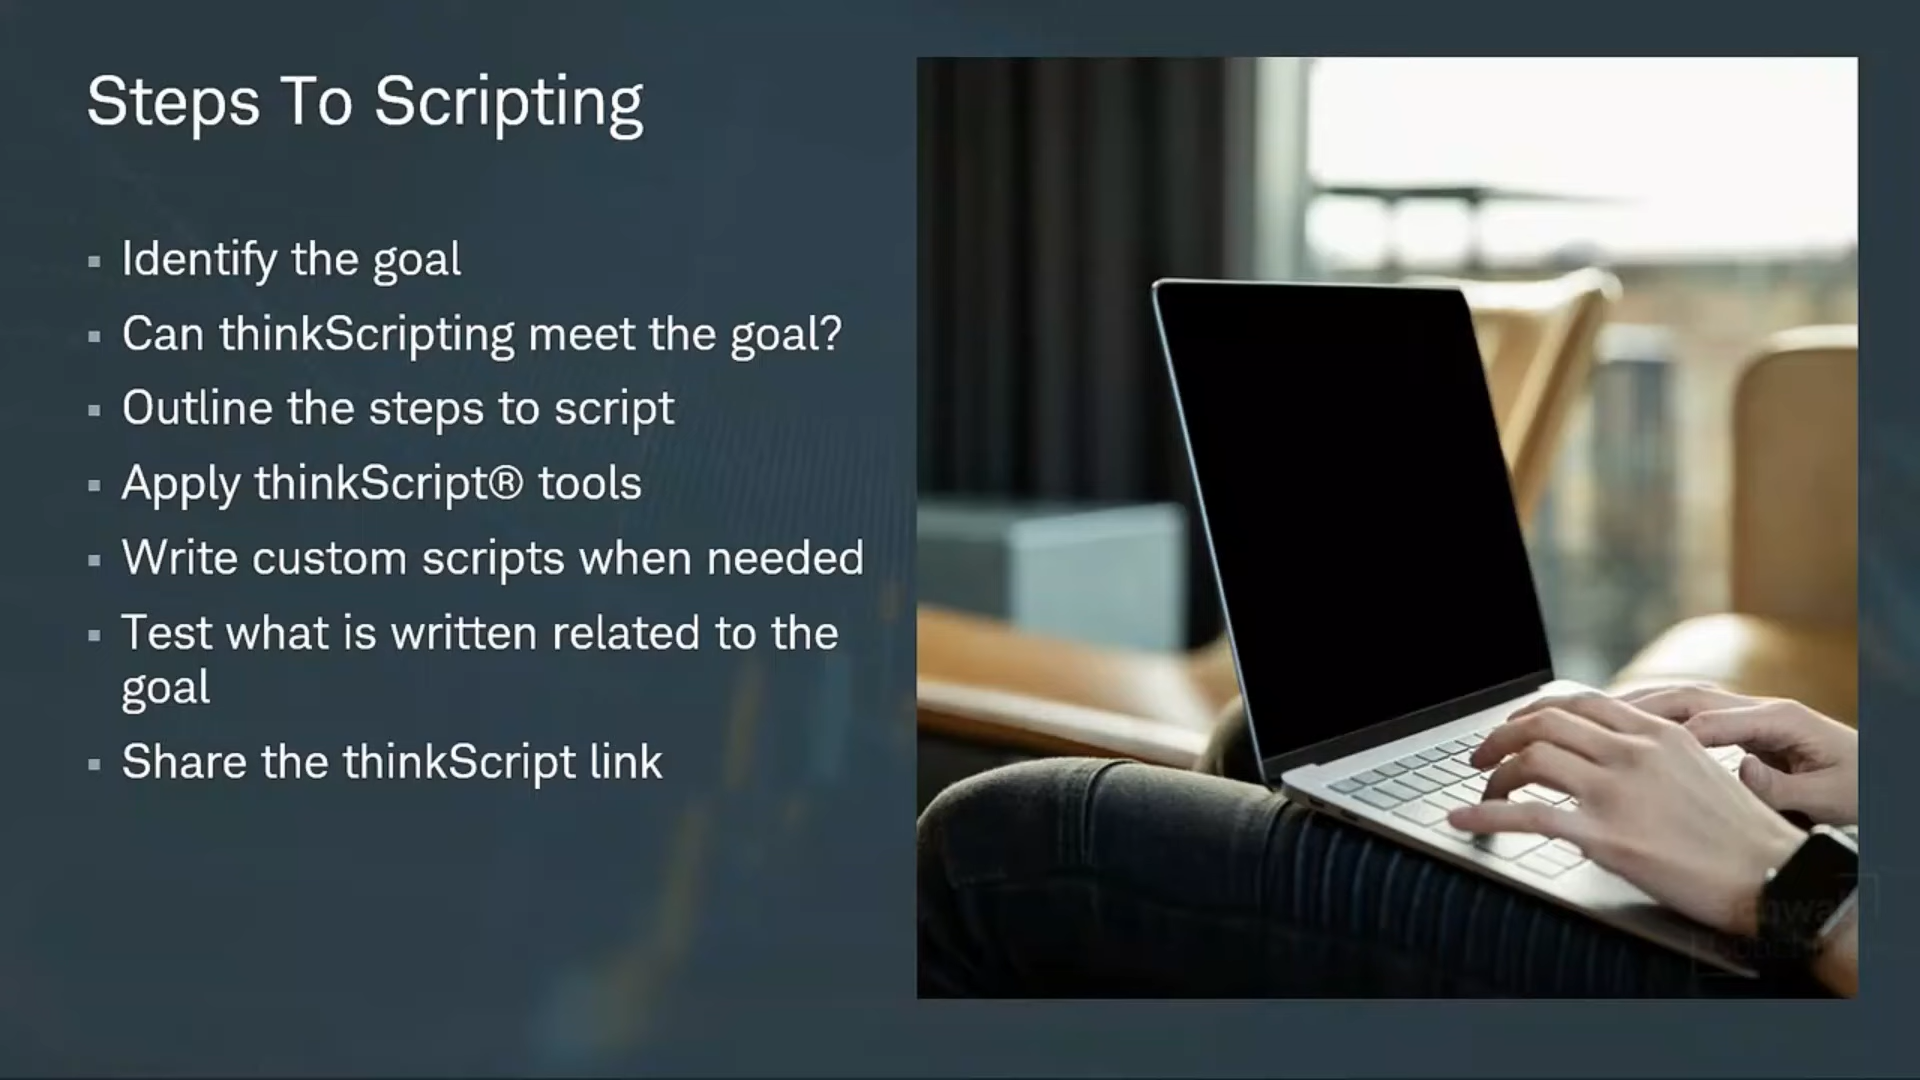 Steps To Scripting
Identify the goal
Can thinkScripting meet the goal?
Outline the steps to script
Apply thinkScript® tools
Write custom scripts when needed
Test what is written related to the
goal
Share the thinkScript link